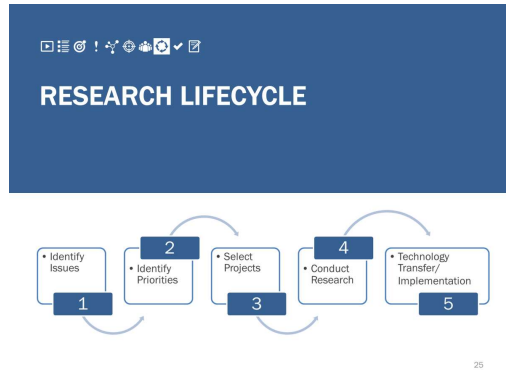 RESEARCH LIFECYCLE
• Identify
Issues
1
2
• Identify
Priorities
• Select
Projects
3
4
• Conduct
Research
• Technology
Transfer/
Implementation
5
25